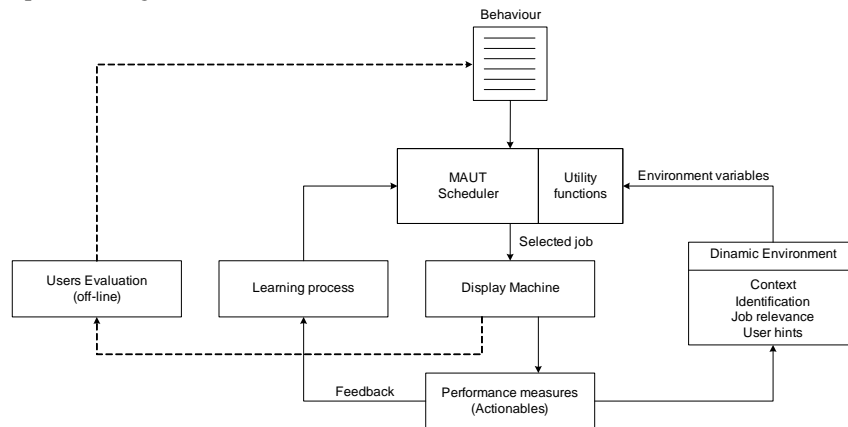 Behaviour
MAUT
Scheduler
Utility
functions
Environment variables
Selected job
Dinamic Environment
Context
Identification
Job relevance
User hints
Users Evaluation
(off-line)
Learning process
Display Machine
Feedback
Performance measures
(Actionables)